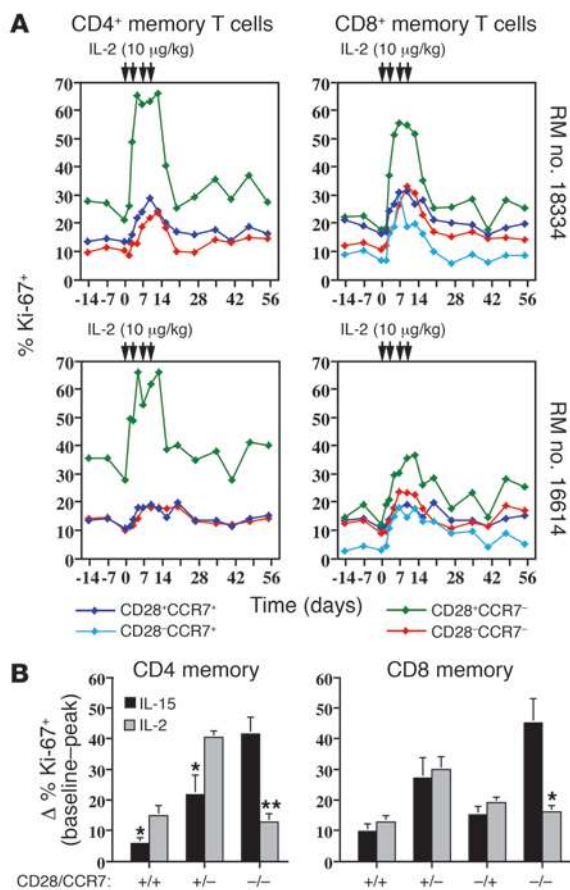 A
CD4⁺ memory T cells
CD8⁺ memory T cells
IL-2 (10 μg/kg)
IL-2 (10 μg/kg)
70
60
50
40
30
20
10
0
-14 -7 0 7 14 28 42 56
70
60
50
40
30
20
10
0
-14 -7 0 7 14 28 42 56
RM no. 18334
% Ki-67⁺
IL-2 (10 μg/kg)
IL-2 (10 μg/kg)
70
60
50
40
30
20
10
0
-14 -7 0 7 14 28 42 56
70
60
50
40
30
20
10
0
-14 -7 0 7 14 28 42 56
RM no. 16614
Time (days)
CD28⁺CCR7⁺
CD28⁺CCR7⁻
CD28⁻CCR7⁺
CD28⁻CCR7⁻
B
CD4 memory
CD8 memory
IL-15
IL-2
Δ % Ki-67⁺
(baseline–peak)
60
50
40
30
20
10
* * **
60
50
40
30
20
10
*
CD28/CCR7: +/+ +/– –/–
+/+ +/– –/+ –/–